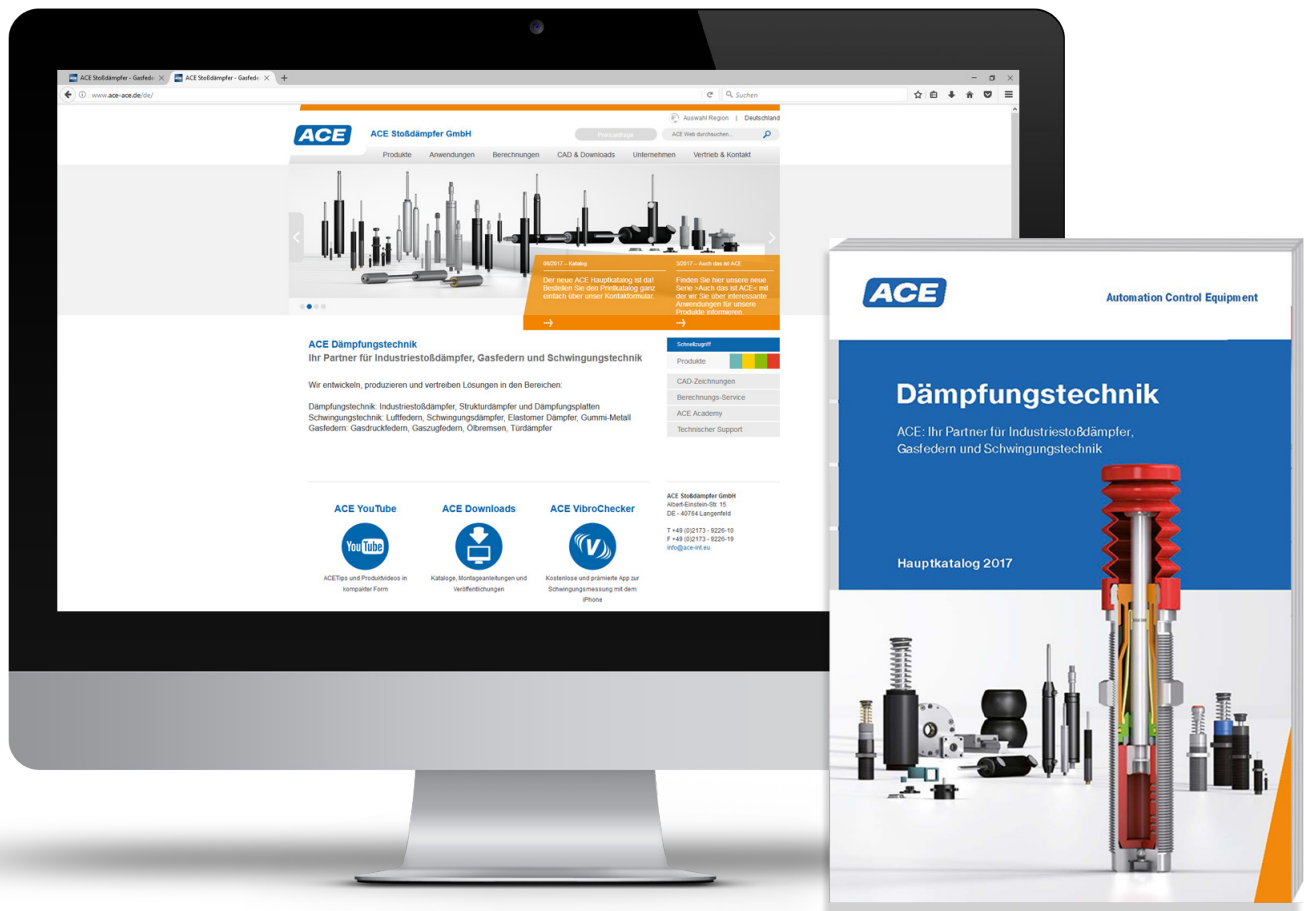 ACE Stoßdämpfer - Gasfede
ACE Stoßdämpfer - Gasfede
www.ace-ace.de/de/
Suchen
Auswahl Region | Deutschland
ACE
ACE Stoßdämpfer GmbH
Preisanfrage
ACE Web durchsuchen...
Produkte Anwendungen Berechnungen CAD & Downloads Unternehmen Vertrieb & Kontakt
06/2017 – Katalog
Der neue ACE Hauptkatalog ist da!
Bestellen Sie den Printkatalog ganz
einfach über unser Kontakformular.
3/2017 – Auch das ist ACE
Finden Sie hier unsere neue
Serie >Auch das ist ACE< mit
der wir Sie über interessante
Anwendungen für unsere
Produkte informieren.
ACE Dämpfungstechnik
Ihr Partner für Industriestoßdämpfer, Gasfedern und Schwingungstechnik
Wir entwickeln, produzieren und vertreiben Lösungen in den Bereichen:
Dämpfungstechnik: Industriestoßdämpfer, Strukturdämpfer und Dämpfungsplatten
Schwingungstechnik: Luftfedern, Schwingungsdämpfer, Elastomer Dämpfer, Gummi-Metall
Gasfedern: Gasdruckfedern, Gaszugfedern, Ölbremsen, Türdämpfer
Schnellzugriff
Produkte
CAD-Zeichnungen
Berechnungs-Service
ACE Academy
Technischer Support
ACE YouTube
You Tube
ACETips und Produktvideos in
kompakter Form
ACE Downloads
Kataloge, Montageanleitungen und
Veröffentlichungen
ACE VibroChecker
V
Kostenlose und prämierte App zur
Schwingungsmessung mit dem
iPhone
ACE Stoßdämpfer GmbH
Albert-Einstein-Str. 15
DE - 40764 Langenfeld
T +49 (0)2173 - 9226-10
F +49 (0)2173 - 9226-19
info@ace-int.eu
ACE
Automation Control Equipment
Dämpfungstechnik
ACE: Ihr Partner für Industriestoßdämpfer,
Gasfedern und Schwingungstechnik
Hauptkatalog 2017